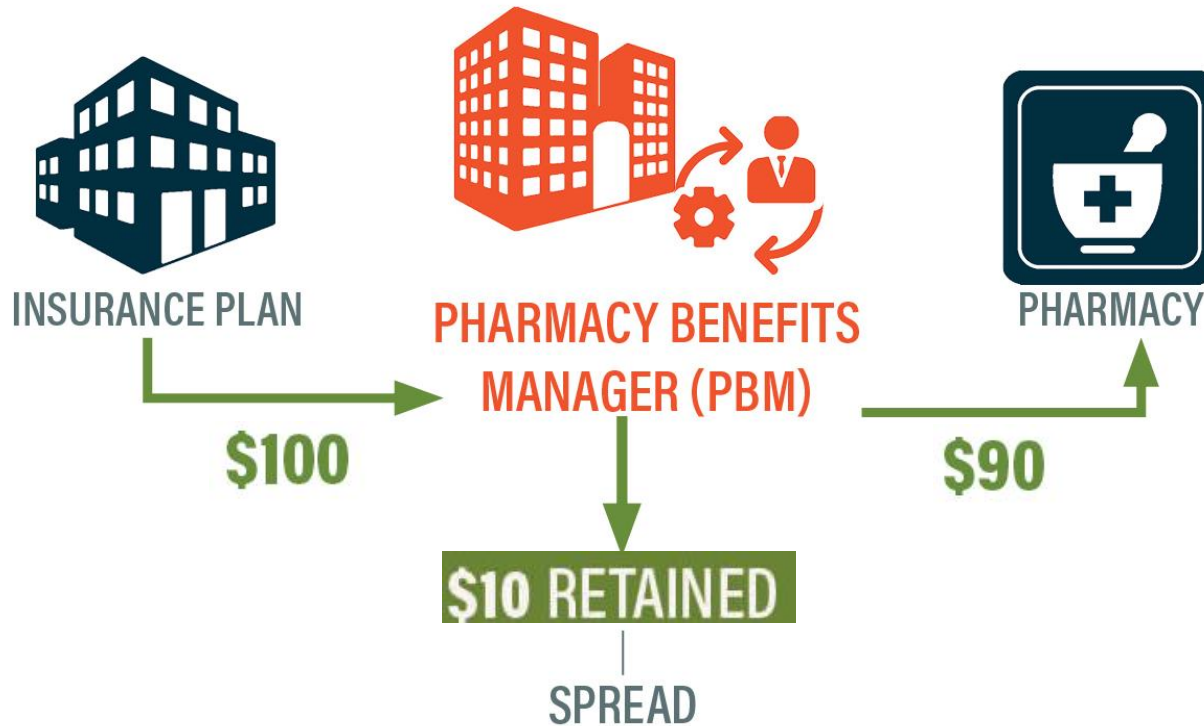 INSURANCE PLAN
PHARMACY BENEFITS
MANAGER (PBM)
PHARMACY
$100
$90
$10 RETAINED
SPREAD